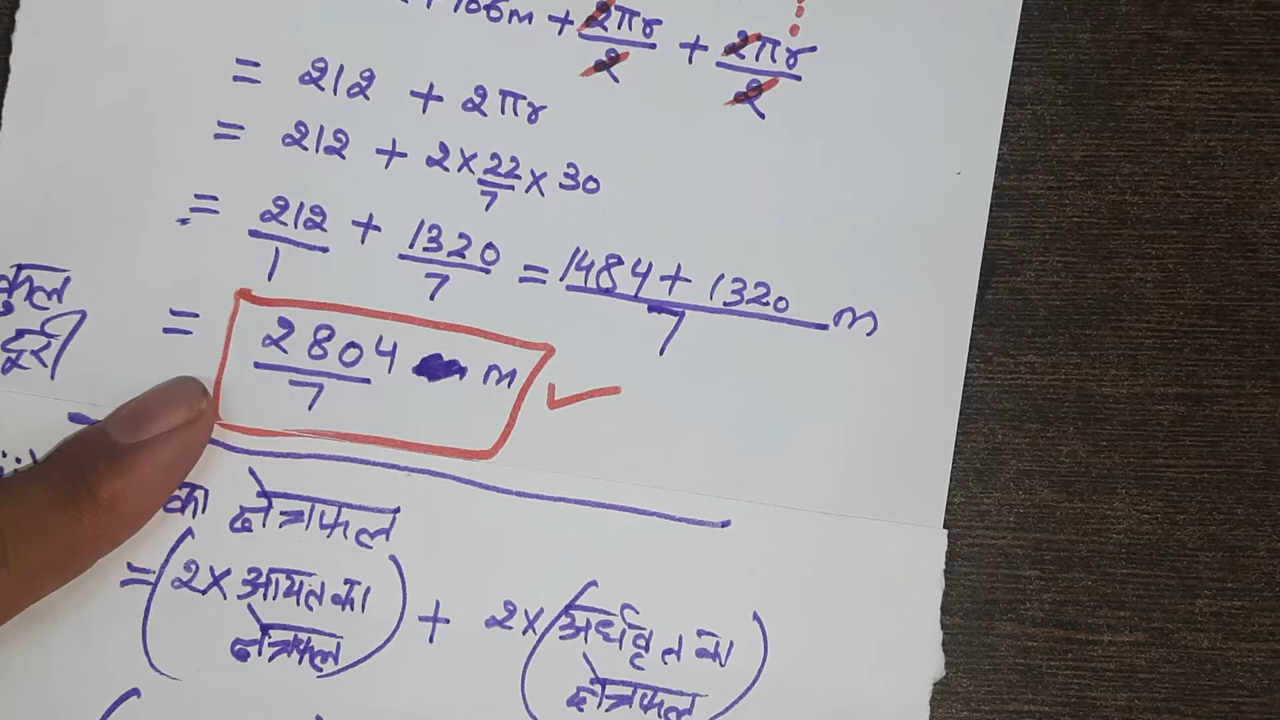 106m + 2πr/2 + 2πr/2
= 212 + 2πr
= 212 + 2 × 22/7 × 30
= 212/1 + 1320/7 = 1484 + 1320/7 m
कुल दूरी = 2804/7 m ✓
का क्षेत्रफल
= (2× आयत का क्षेत्रफल) + 2× (अर्धवृत का क्षेत्रफल)